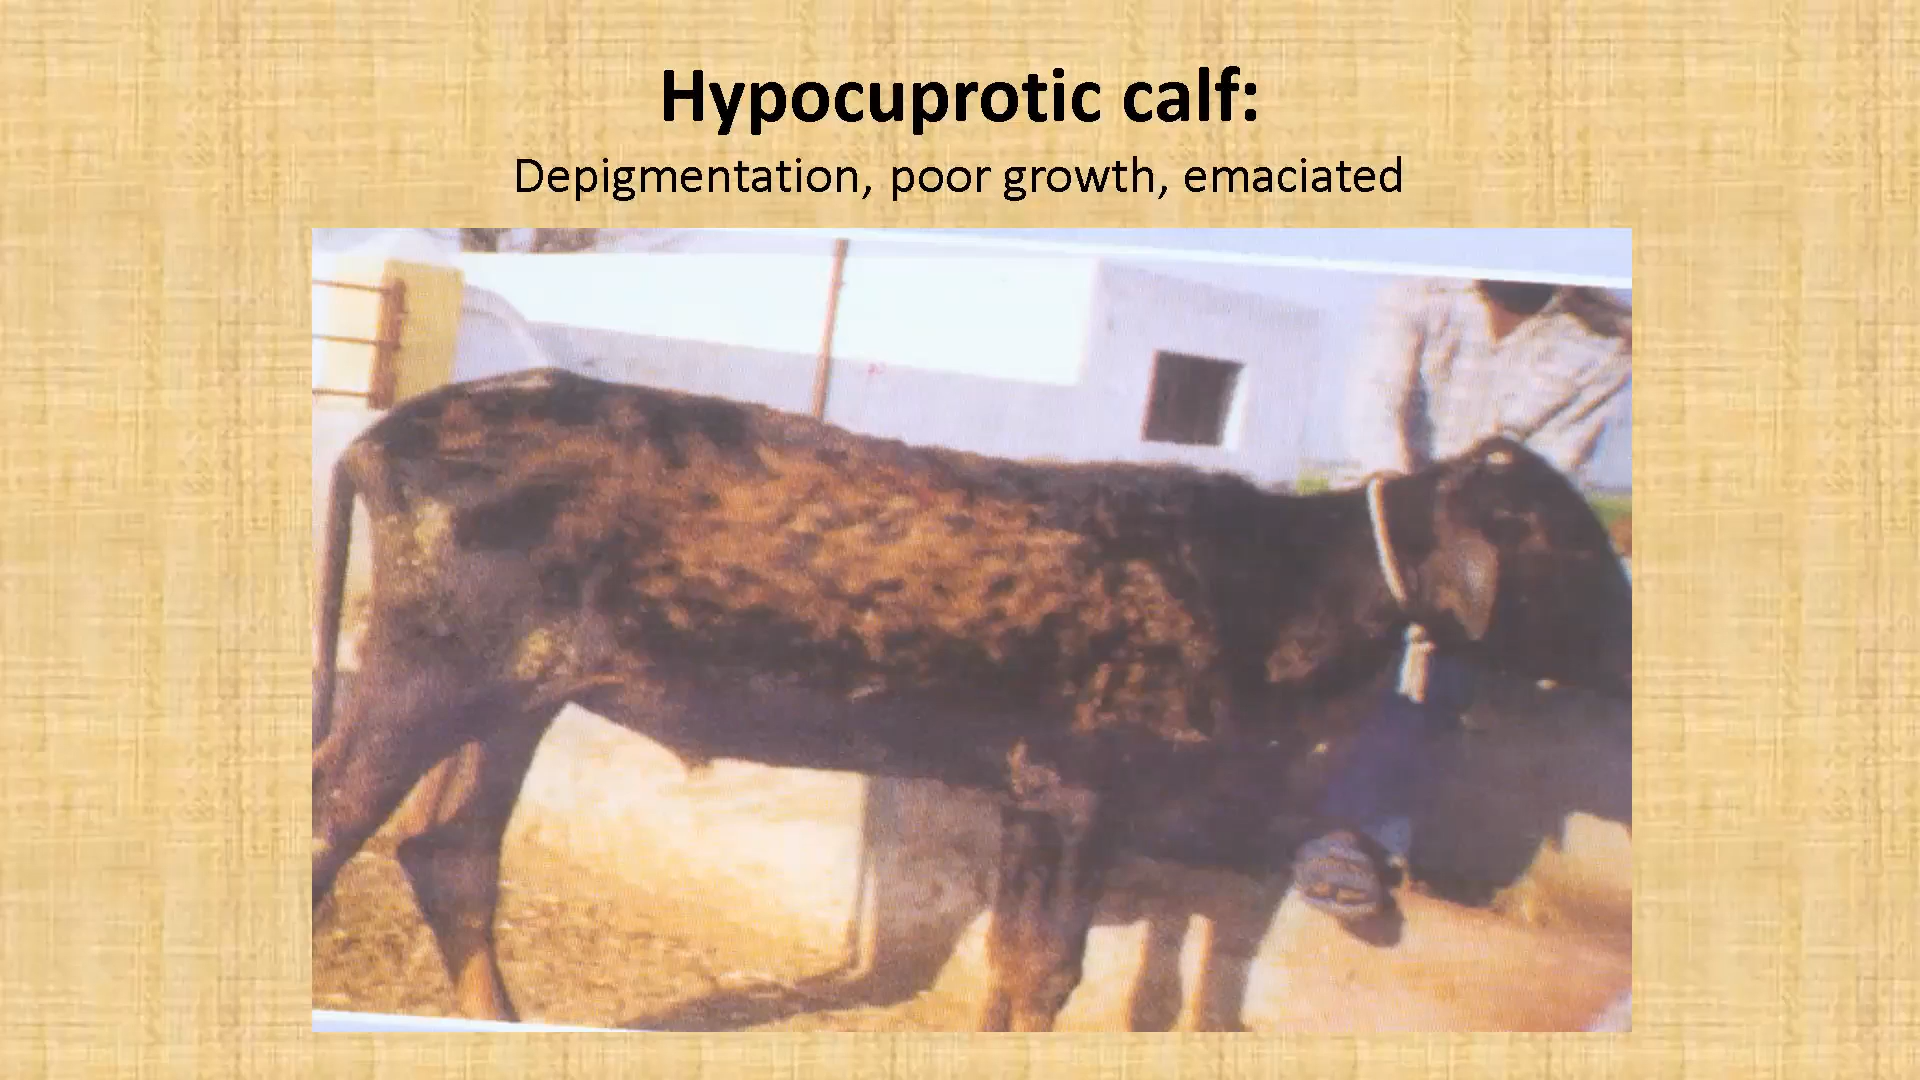 Hypocuprotic calf:
Depigmentation, poor growth, emaciated